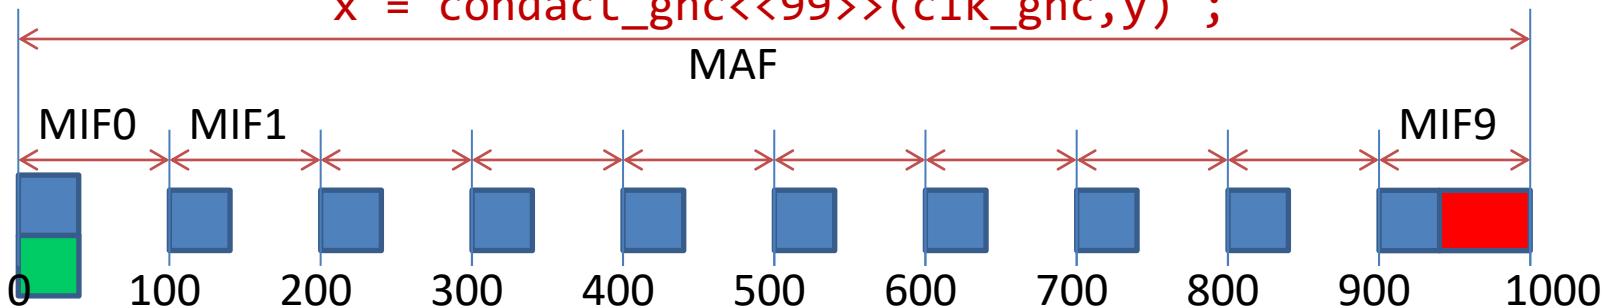 x = condact_gnc<<99>>(clk_gnc,y) ;
MAF
MIF0 MIF1 MIF9
0 100 200 300 400 500 600 700 800 900 1000